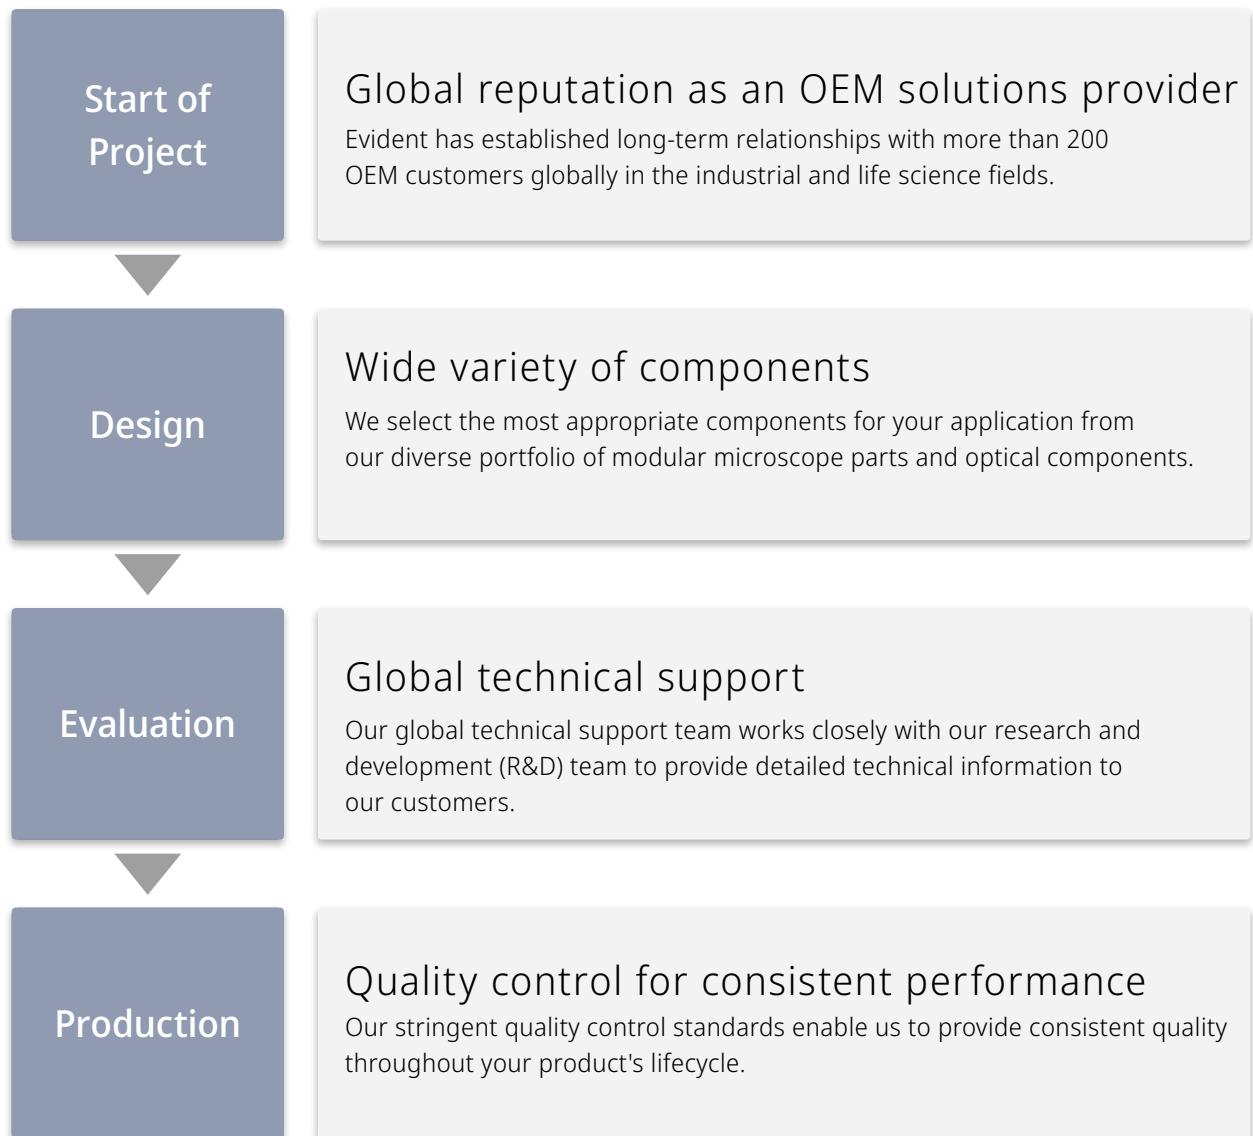 Start of
Project
Global reputation as an OEM solutions provider
Evident has established long-term relationships with more than 200
OEM customers globally in the industrial and life science fields.
Design
Wide variety of components
We select the most appropriate components for your application from
our diverse portfolio of modular microscope parts and optical components.
Evaluation
Global technical support
Our global technical support team works closely with our research and
development (R&D) team to provide detailed technical information to
our customers.
Production
Quality control for consistent performance
Our stringent quality control standards enable us to provide consistent quality
throughout your product's lifecycle.